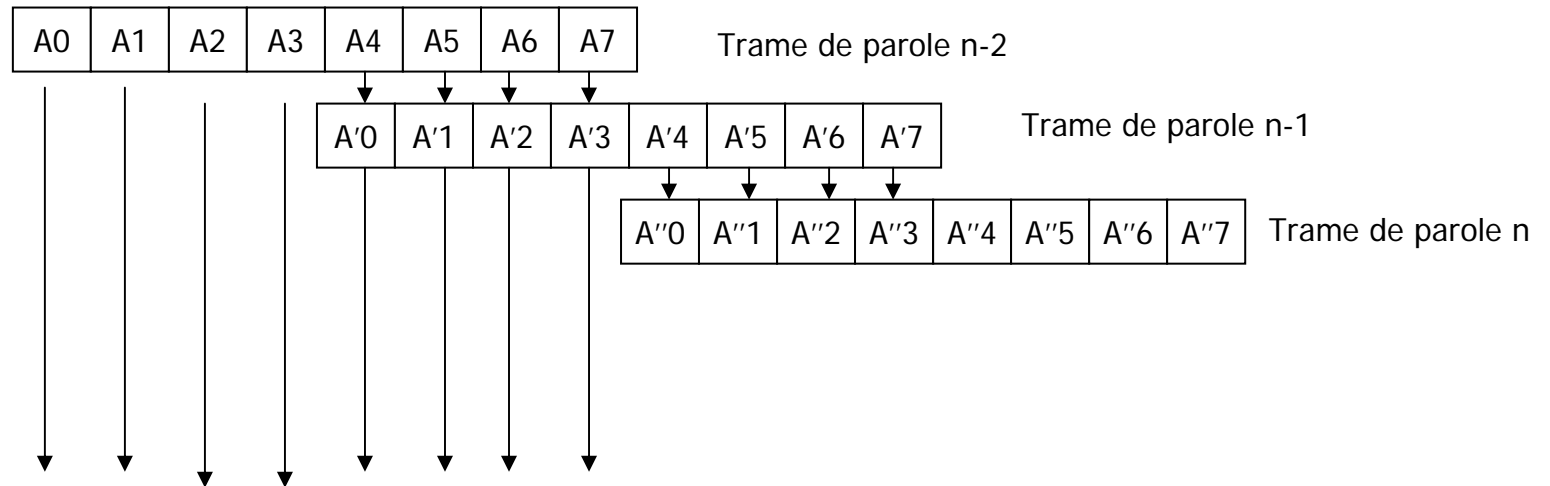 A0 A1 A2 A3 A4 A5 A6 A7 Trame de parole n-2
A'0 A'1 A'2 A'3 A'4 A'5 A'6 A'7 Trame de parole n-1
A''0 A''1 A''2 A''3 A''4 A''5 A''6 A''7 Trame de parole n